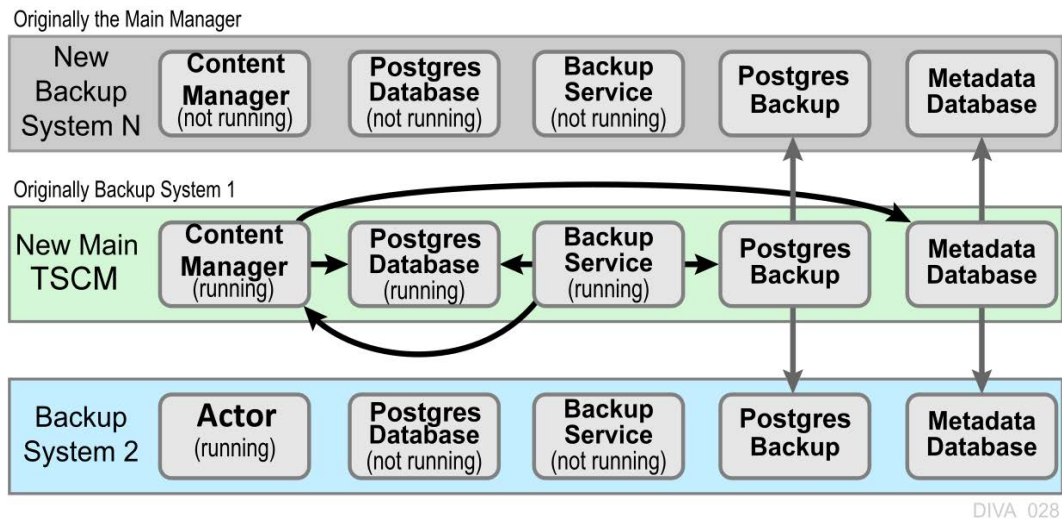 Originally the Main Manager
New
Backup
System N
Content
Manager
(not running)
Postgres
Database
(not running)
Backup
Service
(not running)
Postgres
Backup
Metadata
Database
Originally Backup System 1
New Main
TSCM
Content
Manager
(running)
Postgres
Database
(running)
Backup
Service
(running)
Postgres
Backup
Metadata
Database
Backup
System 2
Actor
(running)
Postgres
Database
(not running)
Backup
Service
(not running)
Postgres
Backup
Metadata
Database
DIVA_028